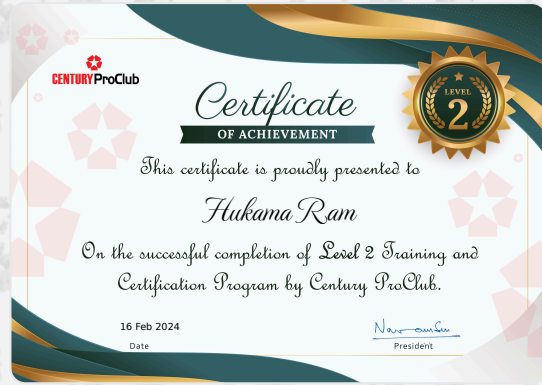 CENTURY ProClub
LEVEL
2
Certificate
OF ACHIEVEMENT
This certificate is proudly presented to
Hukama Ram
On the successful completion of Level 2 Training and
Certification Program by Century ProClub.
16 Feb 2024
Date
President